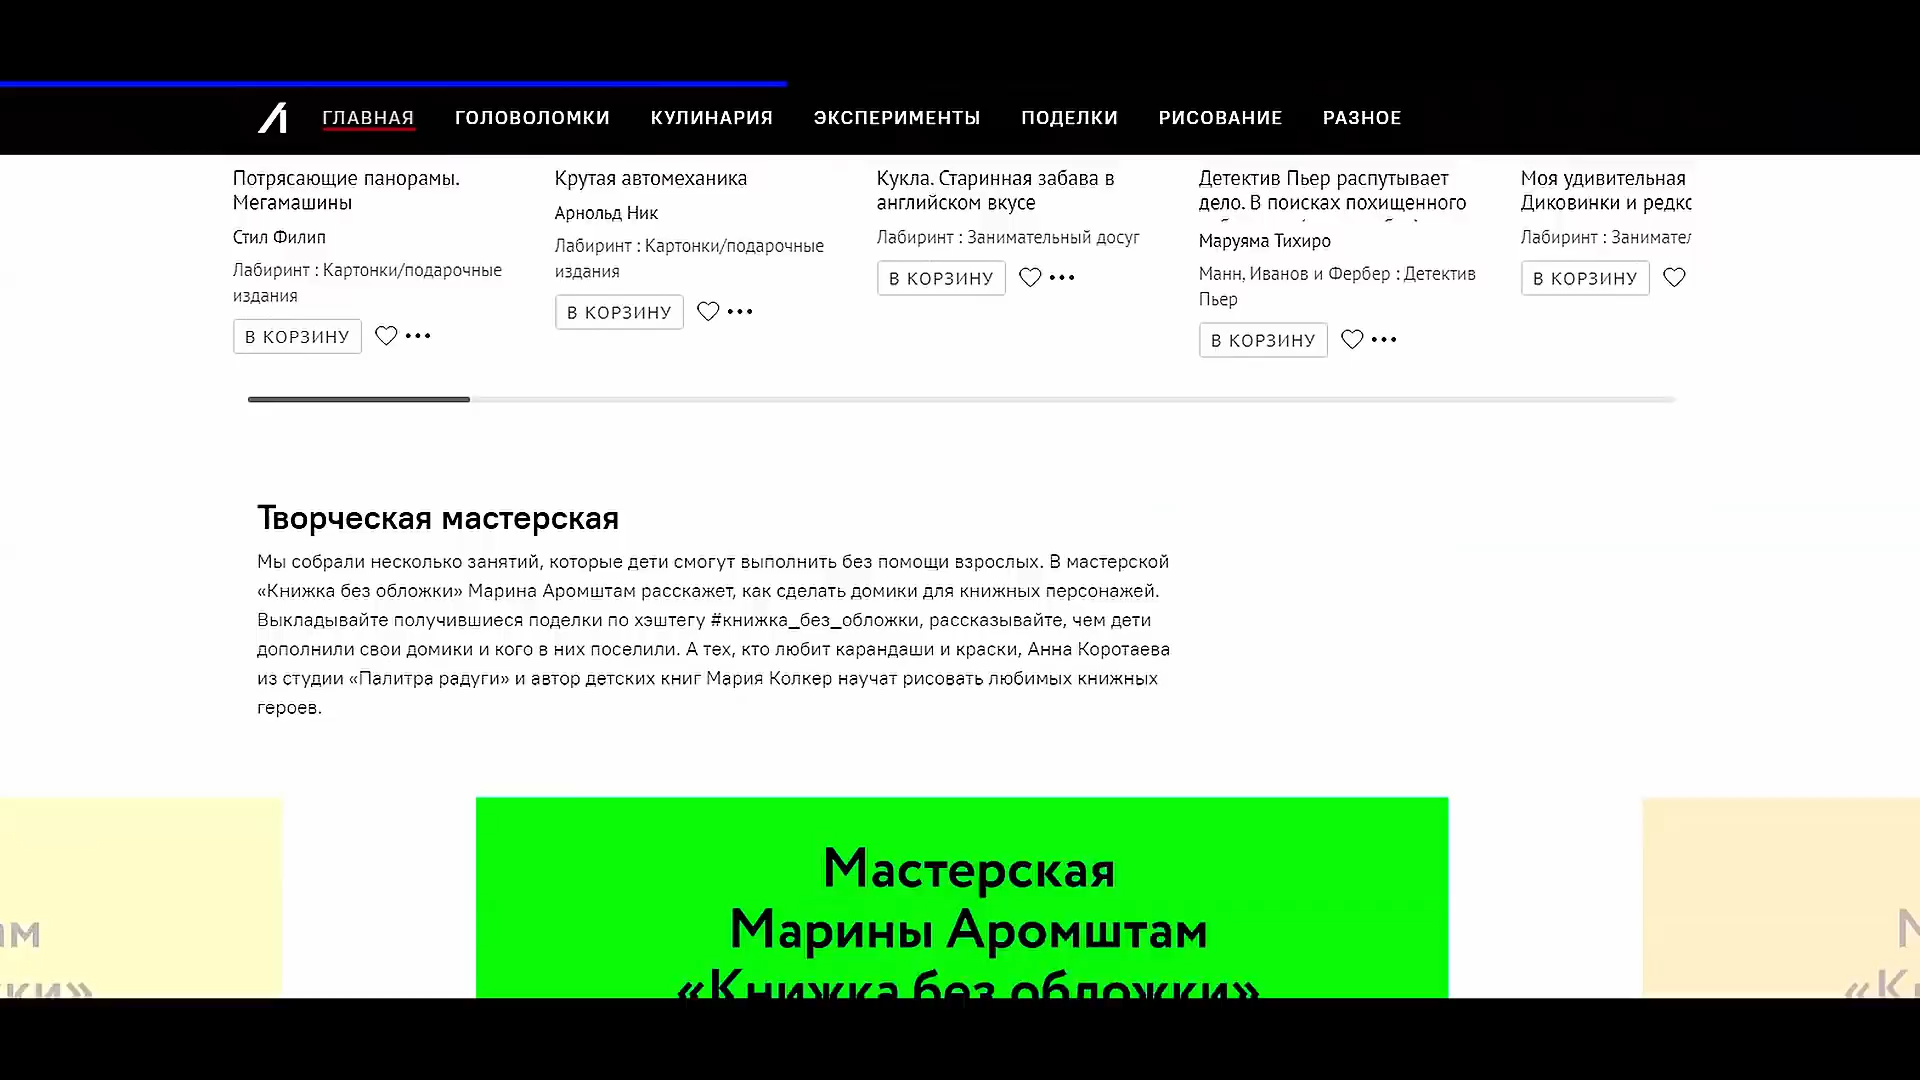 ГЛАВНАЯ ГОЛОВОЛОМКИ КУЛИНАРИЯ ЭКСПЕРИМЕНТЫ ПОДЕЛКИ РИСОВАНИЕ РАЗНОЕ
Потрясающие панорамы.
Мегамашины
Стил Филип
Лабиринт : Картонки/подарочные
издания
В КОРЗИНУ
Крутая автомеханика
Арнольд Ник
Лабиринт : Картонки/подарочные
издания
В КОРЗИНУ
Кукла. Старинная забава в
английском вкусе
Лабиринт : Занимательный досуг
В КОРЗИНУ
Детектив Пьер распутывает
дело. В поисках похищенного
Маруяма Тихиро
Манн, Иванов и Фербер : Детектив
Пьер
В КОРЗИНУ
Моя удивительная
Диковинки и редко
Лабиринт : Занимател
В КОРЗИНУ
Творческая мастерская
Мы собрали несколько занятий, которые дети смогут выполнить без помощи взрослых. В мастерской
«Книжка без обложки» Марина Аромштам расскажет, как сделать домики для книжных персонажей.
Выкладывайте получившиеся поделки по хэштегу #книжка_без_обложки, рассказывайте, чем дети
дополнили свои домики и кого в них поселили. А тех, кто любит карандаши и краски, Анна Коротаева
из студии «Палитра радуги» и автор детских книг Мария Колкер научат рисовать любимых книжных
героев.
Мастерская
Марины Аромштам
«Книжка без обложки»